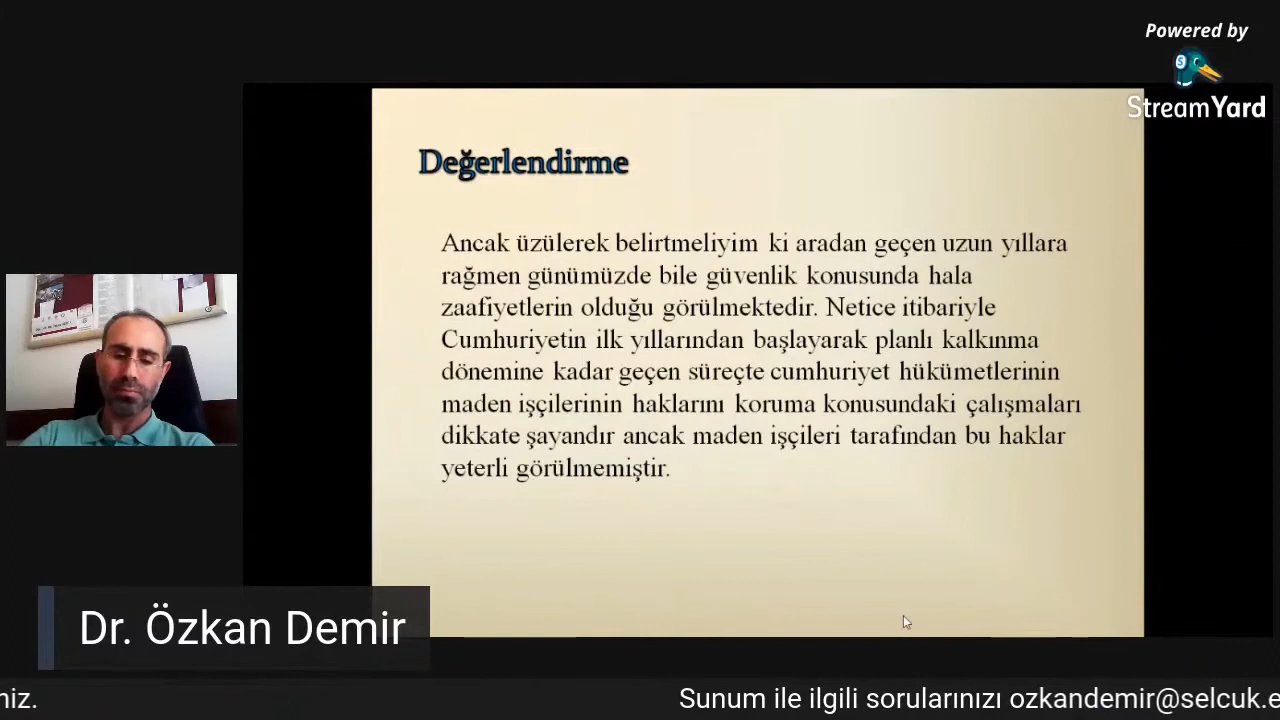 Powered by
StreamYard
Değerlendirme
Ancak üzülerek belirtmeliyim ki aradan geçen uzun yıllara
rağmen günümüzde bile güvenlik konusunda hala
zaafiyetlerin olduğu görülmektedir. Netice itibariyle
Cumhuriyetin ilk yıllarından başlayarak planlı kalkınma
dönemine kadar geçen süreçte cumhuriyet hükümetlerinin
maden işçilerinin haklarını koruma konusundaki çalışmaları
dikkate şayandır ancak maden işçileri tarafından bu haklar
yeterli görülmemiştir.
Dr. Özkan Demir
niz.
Sunum ile ilgili sorularınızı ozkandemir@selcuk.e